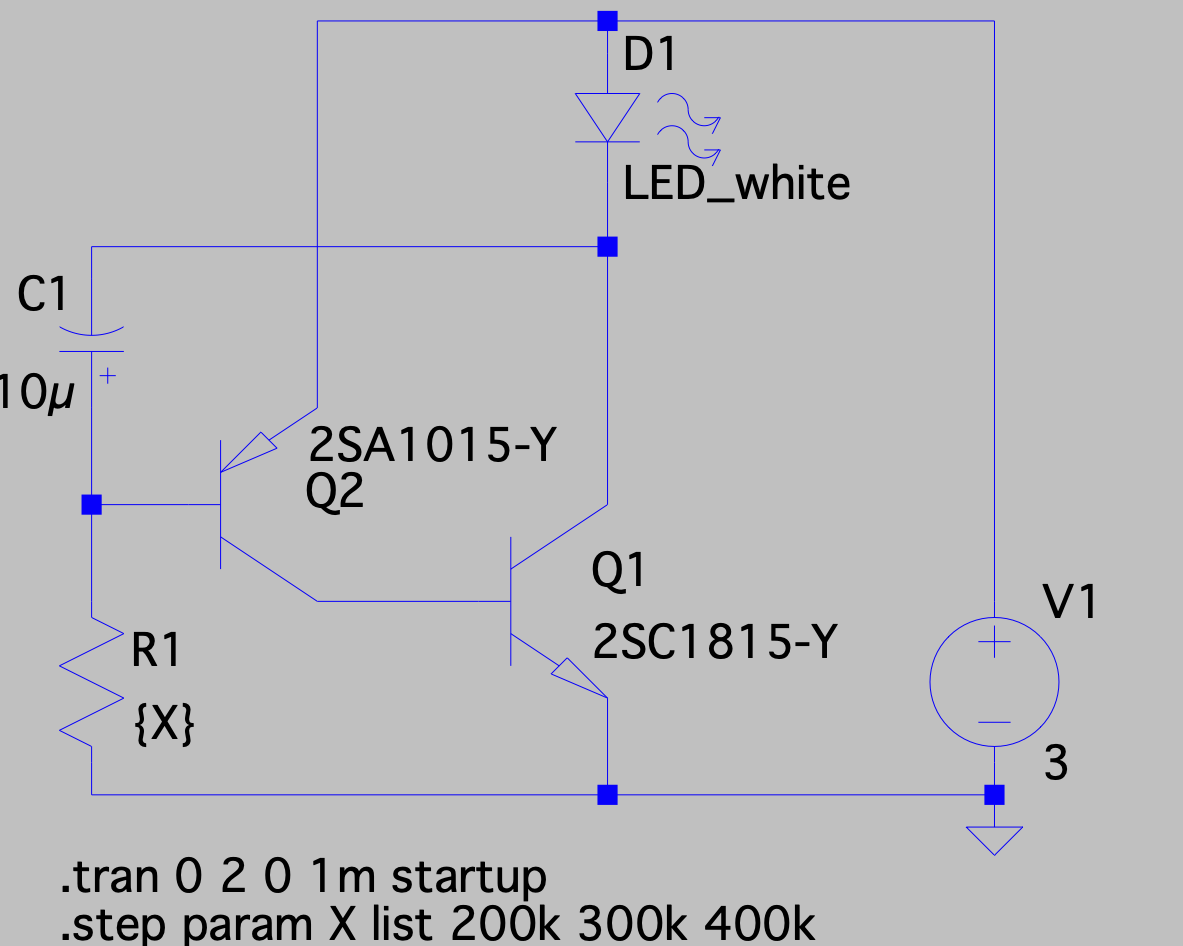 D1
LED_white
C1
10µ
2SA1015-Y
Q2
Q1
2SC1815-Y
V1
R1
{X}
3
.tran 0 2 0 1m startup
.step param X list 200k 300k 400k